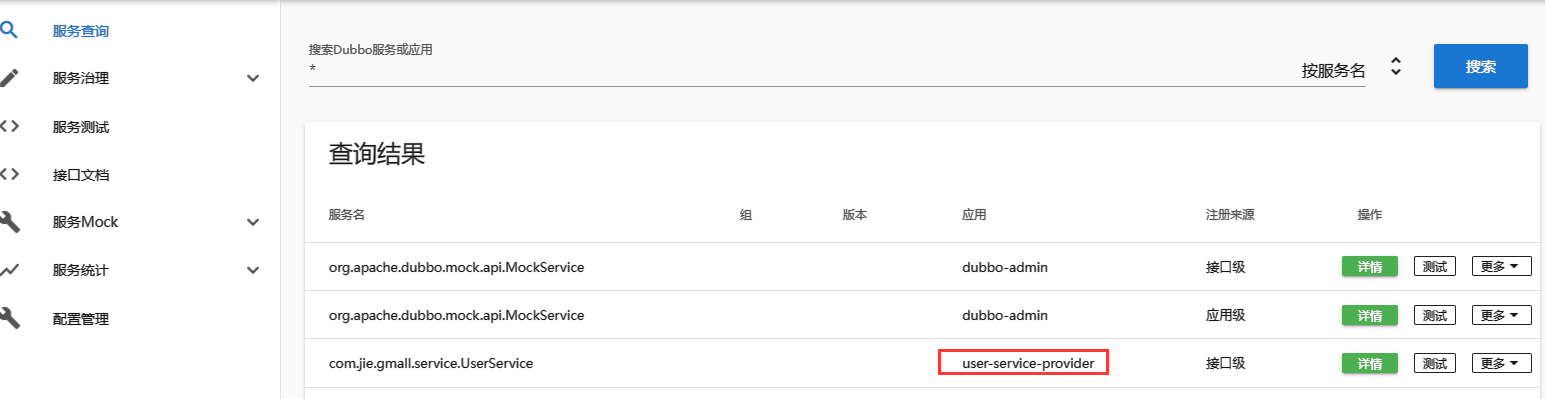 服务查询
服务治理
服务测试
接口文档
服务Mock
服务统计
配置管理
搜索Dubbo服务或应用
* 按服务名 搜索
查询结果
服务名 组 版本 应用 注册来源 操作
org.apache.dubbo.mock.api.MockService dubbo-admin 接口级 详情 测试 更多
org.apache.dubbo.mock.api.MockService dubbo-admin 应用级 详情 测试 更多
com.jie.gmall.service.UserService user-service-provider 接口级 详情 测试 更多